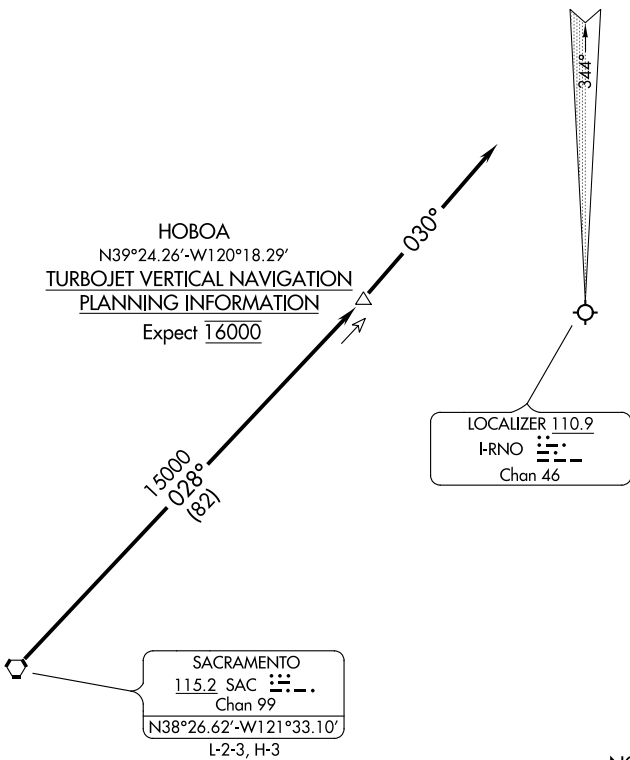 344°
030°
HOBOA
N39°24.26'-W120°18.29'
TURBOJET VERTICAL NAVIGATION
PLANNING INFORMATION
Expect 16000
LOCALIZER 110.9
I-RNO
Chan 46
15000
028°
(82)
SACRAMENTO
115.2 SAC
Chan 99
N38°26.62'-W121°33.10'
L-2-3, H-3